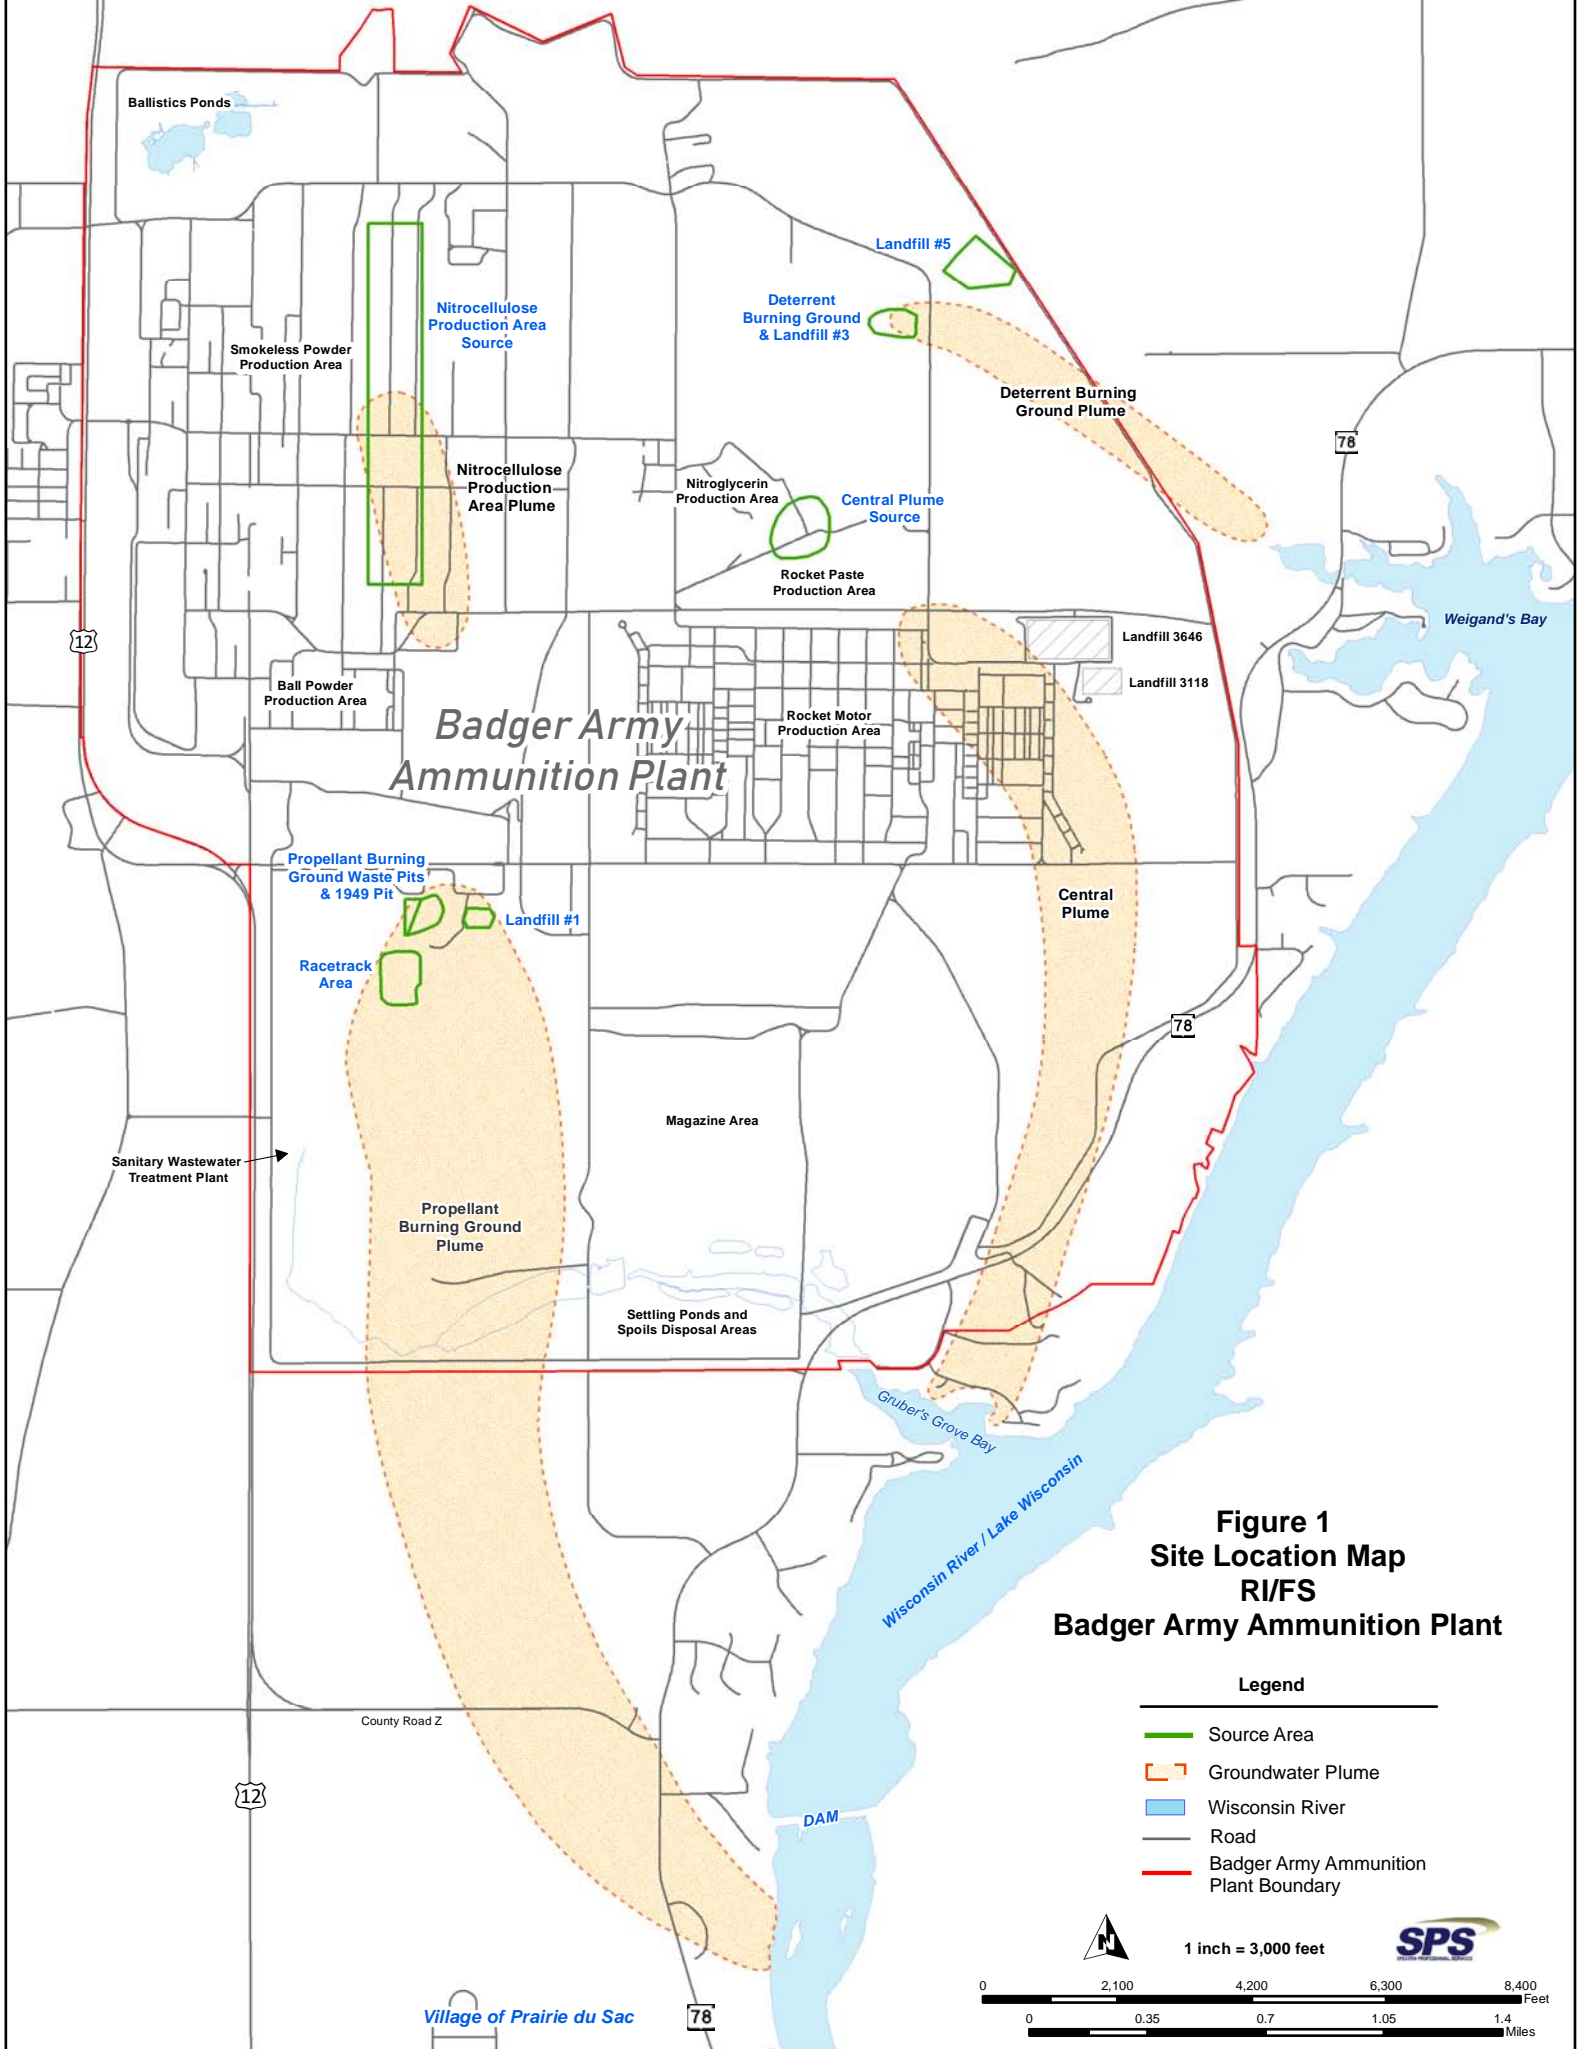 Ballistics Ponds
Landfill #5
Nitrocellulose
Production Area
Source
Deterrent
Burning Ground
& Landfill #3
Smokeless Powder
Production Area
Deterrent Burning
Ground Plume
78
Nitrocellulose
Production
Area Plume
Nitroglycerin
Production Area
Central Plume
Source
Rocket Paste
Production Area
Weigand's Bay
12
Landfill 3646
Landfill 3118
Ball Powder
Production Area
Badger Army
Ammunition Plant
Rocket Motor
Production Area
Propellant Burning
Ground Waste Pits
& 1949 Pit
Landfill #1
Central
Plume
Racetrack
Area
78
Magazine Area
Sanitary Wastewater
Treatment Plant
Propellant
Burning Ground
Plume
Settling Ponds and
Spoils Disposal Areas
Gruber's Grove Bay
Wisconsin River / Lake Wisconsin
Figure 1
Site Location Map
RI/FS
Badger Army Ammunition Plant
Legend
Source Area
Groundwater Plume
Wisconsin River
Road
Badger Army Ammunition
Plant Boundary
County Road Z
12
DAM
N
1 inch = 3,000 feet
SPS
0 2,100 4,200 6,300 8,400
Feet
0 0.35 0.7 1.05 1.4
Miles
Village of Prairie du Sac
78